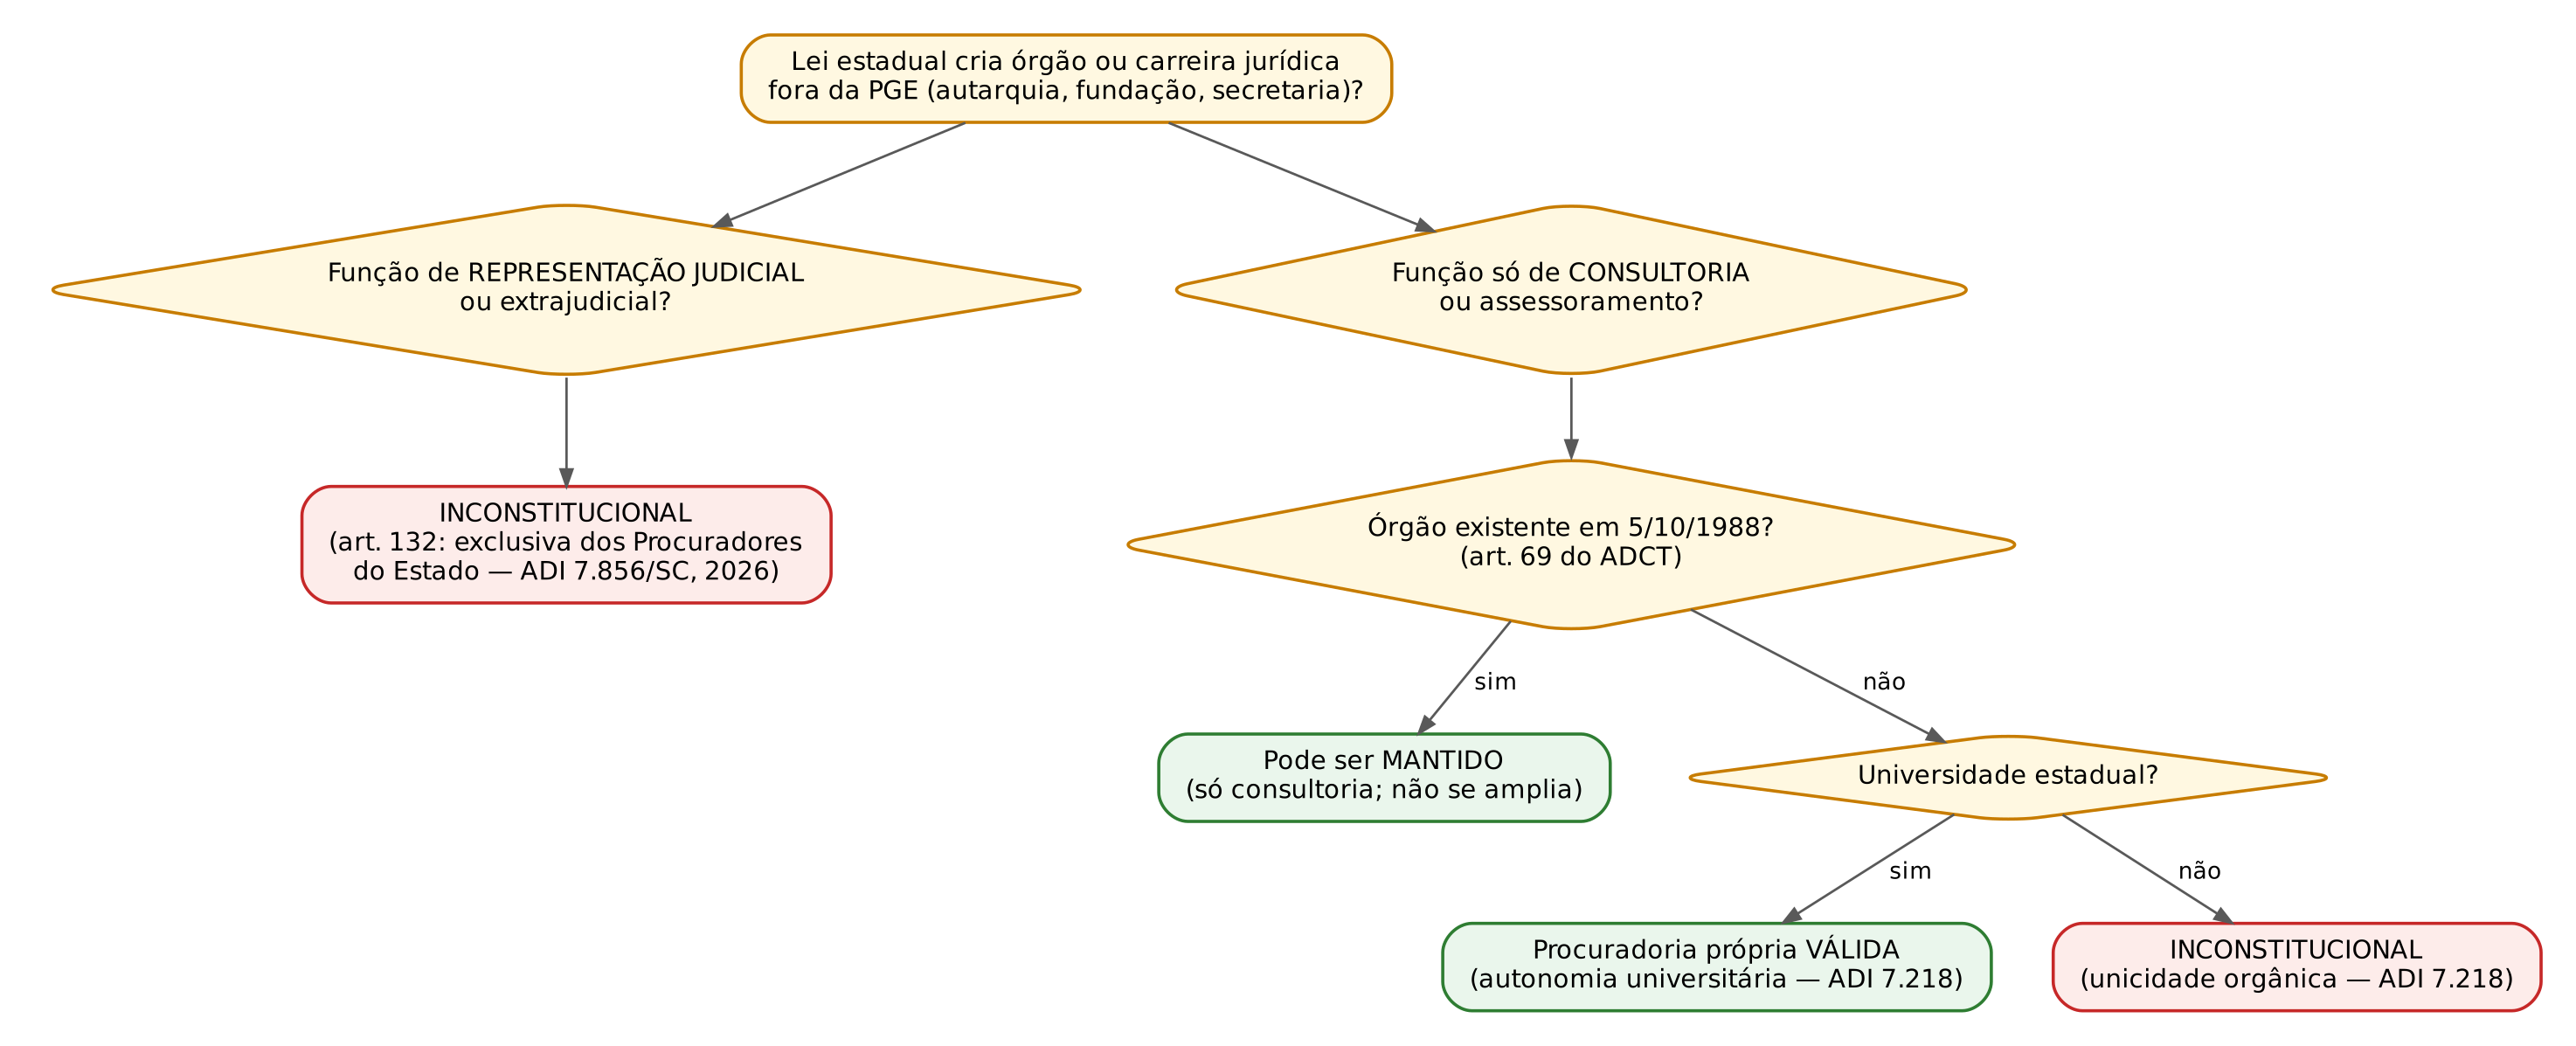 Lei estadual cria órgão ou carreira jurídica
fora da PGE (autarquia, fundação, secretaria)?
Função de REPRESENTAÇÃO JUDICIAL
ou extrajudicial?
Função só de CONSULTORIA
ou assessoramento?
INCONSTITUCIONAL
(art. 132: exclusiva dos Procuradores
do Estado — ADI 7.856/SC, 2026)
Órgão existente em 5/10/1988?
(art. 69 do ADCT)
sim
não
Pode ser MANTIDO
(só consultoria; não se amplia)
Universidade estadual?
sim
não
Procuradoria própria VÁLIDA
(autonomia universitária — ADI 7.218)
INCONSTITUCIONAL
(unicidade orgânica — ADI 7.218)